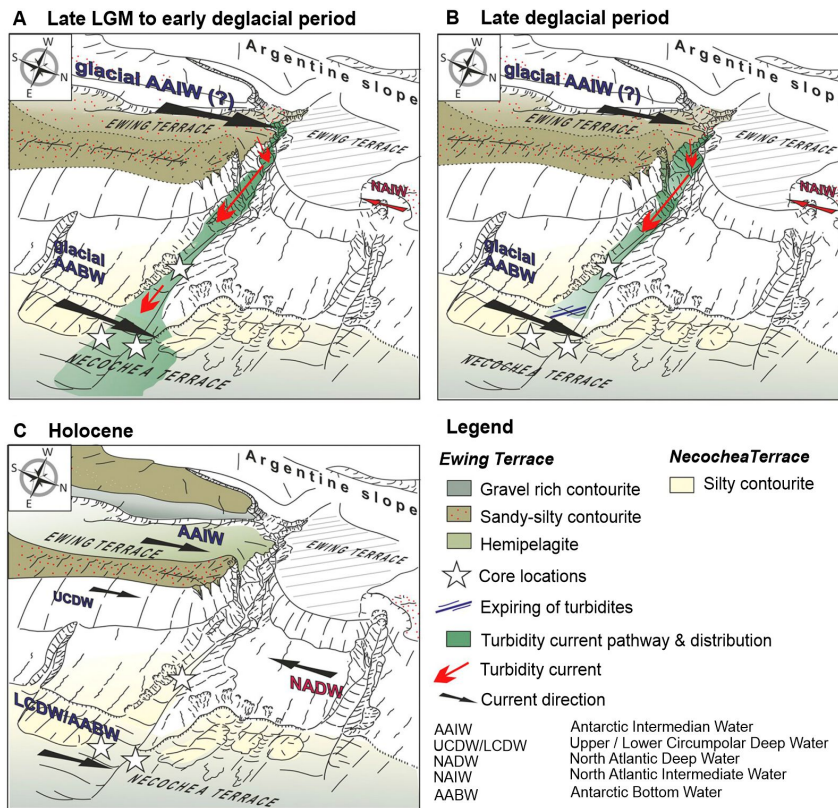 A Late LGM to early deglacial period
W
S
N
E
Argentine slope
glacial AAIW (?)
EWING TERRACE
EWING TERRACE
NAIW
glacial
AABW
NECOCHEA TERRACE
B Late deglacial period
W
S
N
E
Argentine slope
glacial AAIW (?)
EWING TERRACE
EWING TERRACE
NAIW
glacial
AABW
NECOCHEA TERRACE
C Holocene
W
S
N
E
Argentine slope
AAIW
EWING TERRACE
EWING TERRACE
UCDW
NADW
LCDW/AABW
NECOCHEA TERRACE
Legend
Ewing Terrace
Gravel rich contourite
Sandy-silty contourite
Hemipelagite
NecocheaTerrace
Silty contourite
Core locations
Expiring of turbidites
Turbidity current pathway & distribution
Turbidity current
Current direction
AAIW Antarctic Intermedian Water
UCDW/LCDW Upper / Lower Circumpolar Deep Water
NADW North Atlantic Deep Water
NAIW North Atlantic Intermediate Water
AABW Antarctic Bottom Water